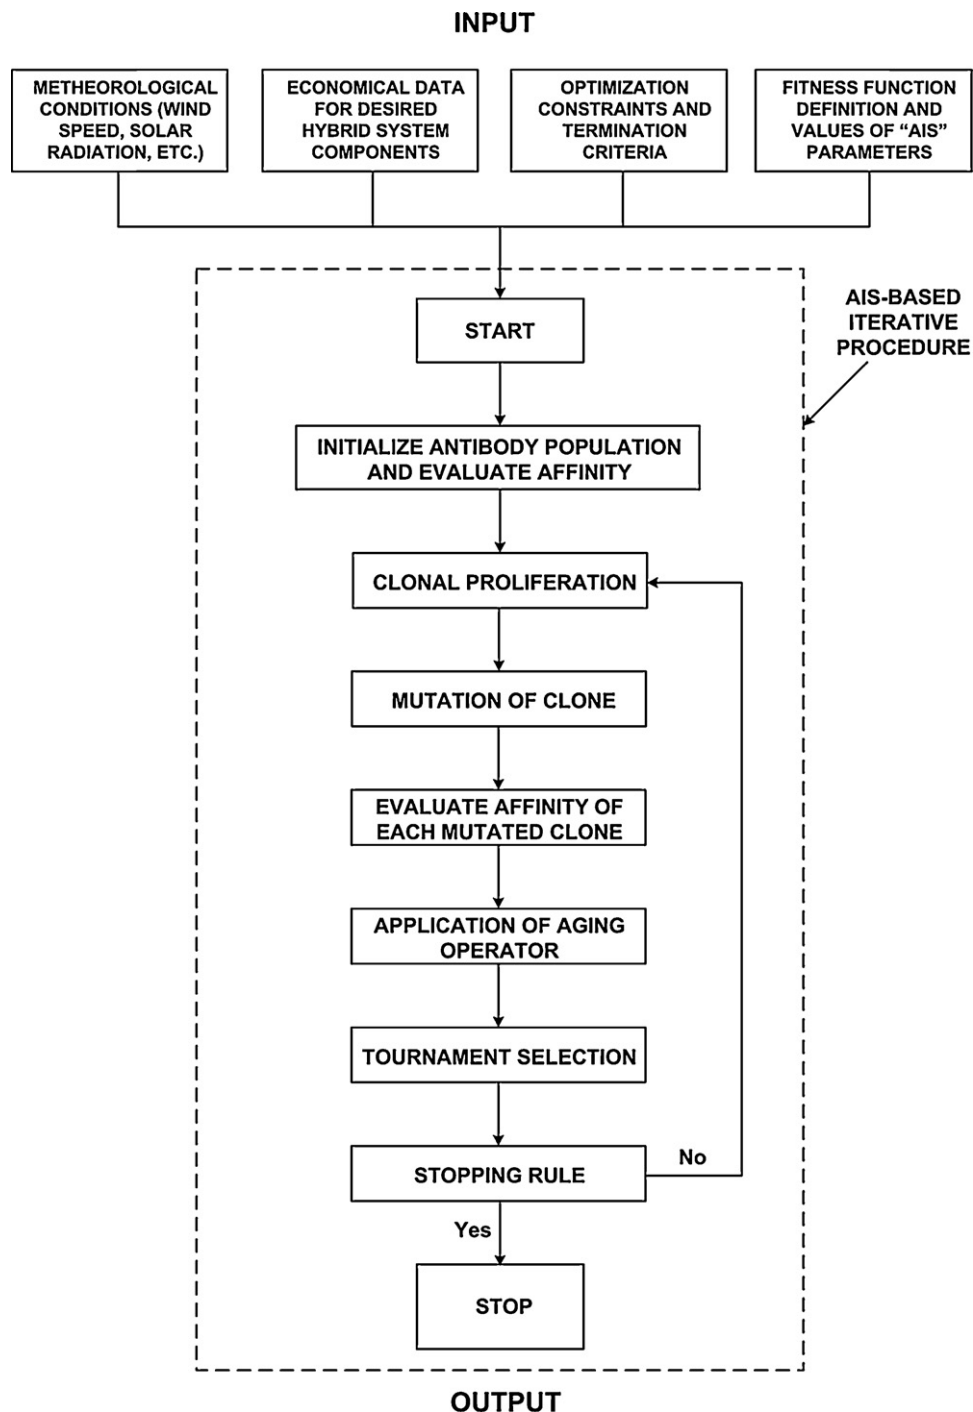 INPUT
METHEOROLOGICAL
CONDITIONS (WIND
SPEED, SOLAR
RADIATION, ETC.)
ECONOMICAL DATA
FOR DESIRED
HYBRID SYSTEM
COMPONENTS
OPTIMIZATION
CONSTRAINTS AND
TERMINATION
CRITERIA
FITNESS FUNCTION
DEFINITION AND
VALUES OF “AIS”
PARAMETERS
AIS-BASED
ITERATIVE
PROCEDURE
START
INITIALIZE ANTIBODY POPULATION
AND EVALUATE AFFINITY
CLONAL PROLIFERATION
MUTATION OF CLONE
EVALUATE AFFINITY OF
EACH MUTATED CLONE
APPLICATION OF AGING
OPERATOR
TOURNAMENT SELECTION
STOPPING RULE
No
Yes
STOP
OUTPUT